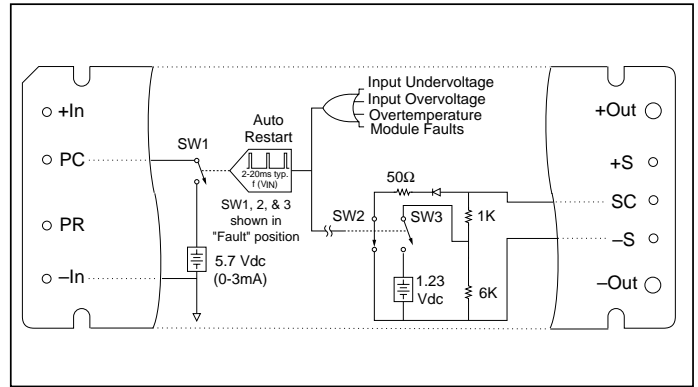 +In
PC
PR
–In
SW1
Auto
Restart
2-20ms typ.
f (VIN)
SW1, 2, & 3
shown in
"Fault" position
5.7 Vdc
(0-3mA)
Input Undervoltage
Input Overvoltage
Overtemperature
Module Faults
50Ω
SW2
SW3
1K
1.23
Vdc
6K
+Out
+S
SC
–S
–Out